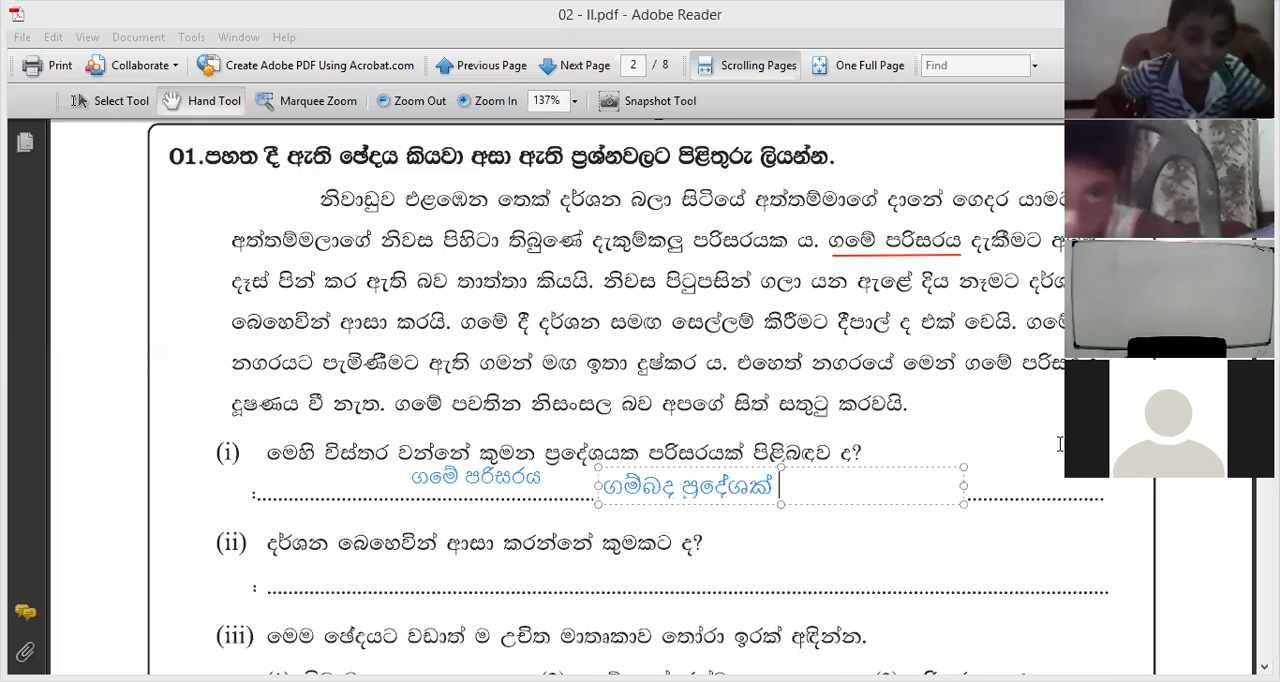 02 - II.pdf - Adobe Reader
File Edit View Document Tools Window Help
Print Collaborate Create Adobe PDF Using Acrobat.com Previous Page 2 / 8 Next Page Scrolling Pages One Full Page Find
Select Tool Hand Tool Marquee Zoom Zoom Out Zoom In 137% Snapshot Tool
01.පහත දී ඇති ඡේදය කියවා අසා ඇති ප්‍රශ්නවලට පිළිතුරු ලියන්න.
නිවාඩුව එළඹෙන තෙක් දර්ශන බලා සිටියේ අත්තම්මාගේ දානේ ගෙදර
අත්තම්මලාගේ නිවස පිහිටා තිබුණේ දැකුම්කලු පරිසරයක ය. ගමේ පරිසරය දැකීමට
දෑස් පින් කර ඇති බව තාත්තා කියයි. නිවස පිටුපසින් ගලා යන ඇළේ දිය නෑමට
බෙහෙවින් ආසා කරයි. ගමේ දී දර්ශන සමඟ සෙල්ලම් කිරීමට දීපාල් ද එක් වෙයි.
නගරයට පැමිණීමට ඇති ගමන් මඟ ඉතා දුෂ්කර ය. එහෙත් නගරයේ මෙන් ගමේ
දූෂණය වී නැත. ගමේ පවතින නිසංසල බව අපගේ සිත් සතුටු කරවයි.
(i) මෙහි විස්තර වන්නේ කුමන ප්‍රදේශයක පරිසරයක් පිළිබඳව ද?
ගමේ පරිසරය ගම්බද ප්‍රදේශක්
(ii) දර්ශන බෙහෙවින් ආසා කරන්නේ කුමකට ද?
(iii) මෙම ඡේදයට වඩාත් ම උචිත මාතෘකාව තෝරා ඉරක් අඳින්න.